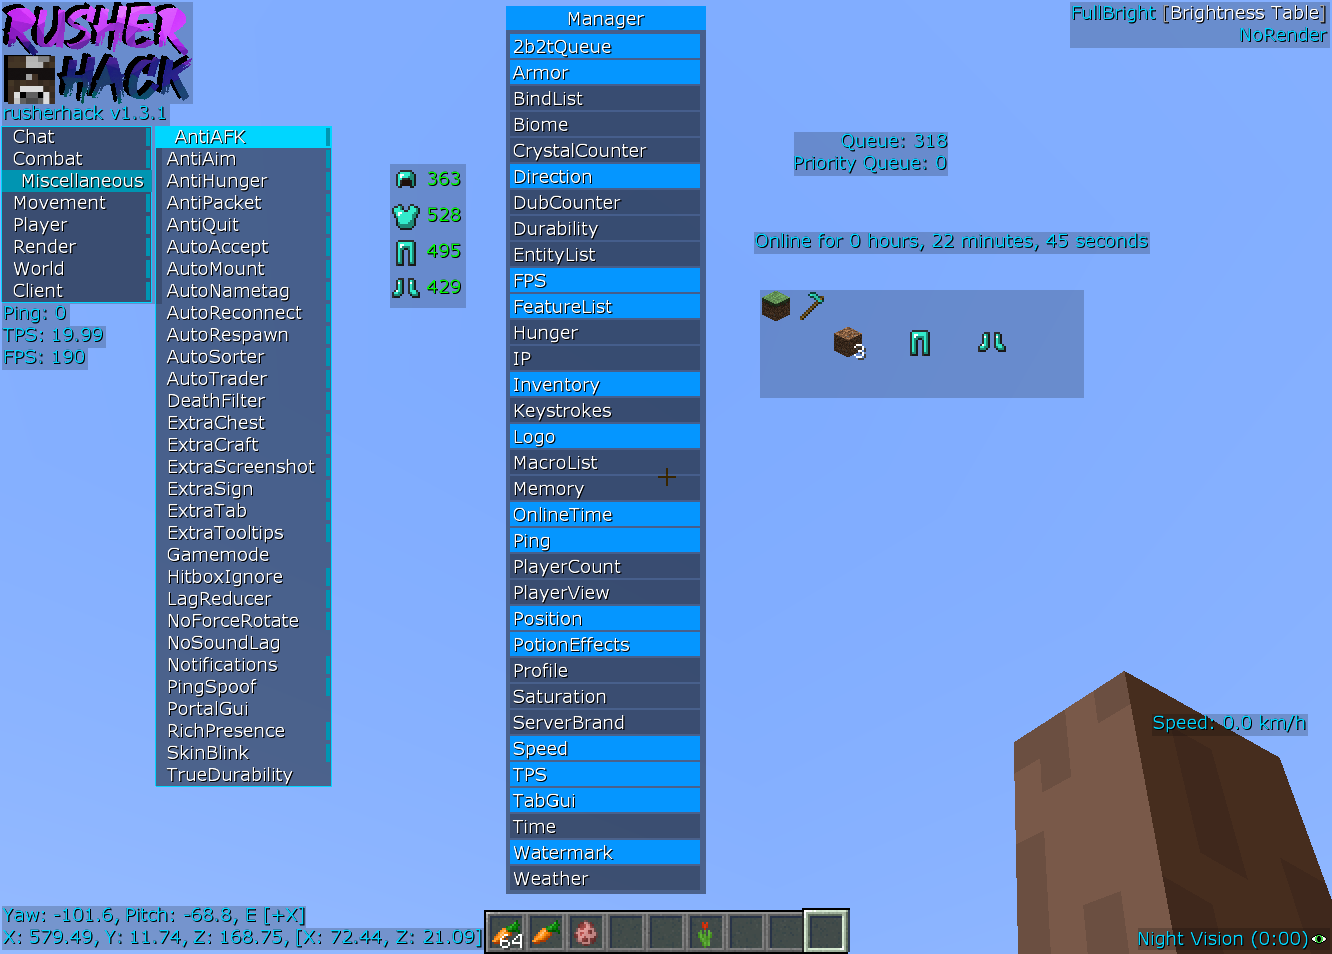 RUSHER
HACK
rusherhack v1.3.1
Chat
Combat
Miscellaneous
Movement
Player
Render
World
Client
Ping: 0
TPS: 19.99
FPS: 190
AntiAFK
AntiAim
AntiHunger
AntiPacket
AntiQuit
AutoAccept
AutoMount
AutoNametag
AutoReconnect
AutoRespawn
AutoSorter
AutoTrader
DeathFilter
ExtraChest
ExtraCraft
ExtraScreenshot
ExtraSign
ExtraTab
ExtraTooltips
Gamemode
HitboxIgnore
LagReducer
NoForceRotate
NoSoundLag
Notifications
PingSpoof
PortalGui
RichPresence
SkinBlink
TrueDurability
363
528
495
429
Manager
2b2tQueue
Armor
BindList
Biome
CrystalCounter
Direction
DubCounter
Durability
EntityList
FPS
FeatureList
Hunger
IP
Inventory
Keystrokes
Logo
MacroList
Memory
OnlineTime
Ping
PlayerCount
PlayerView
Position
PotionEffects
Profile
Saturation
ServerBrand
Speed
TPS
TabGui
Time
Watermark
Weather
FullBright [Brightness Table]
NoRender
Queue: 318
Priority Queue: 0
Online for 0 hours, 22 minutes, 45 seconds
3
Speed: 0.0 km/h
Yaw: -101.6, Pitch: -68.8, E [+X]
X: 579.49, Y: 11.74, Z: 168.75, [X: 72.44, Z: 21.09]
64
Night Vision (0:00)